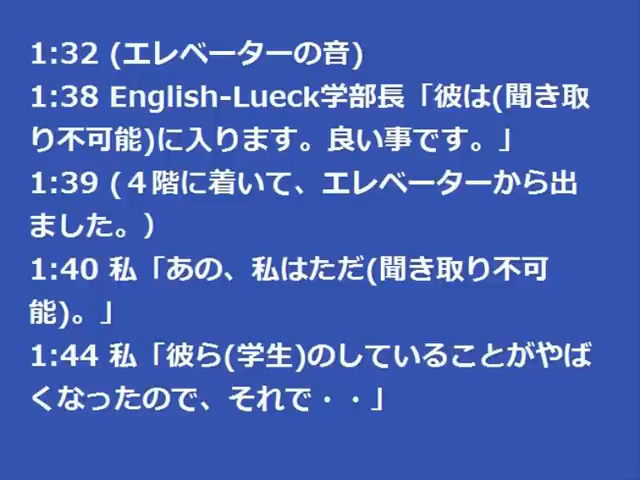 1:32 (エレベーターの音)
1:38 English-Lueck学部長「彼は(聞き取
り不可能)に入ります。良い事です。」
1:39 (４階に着いて、エレベーターから出
ました。）
1:40 私「あの、私はただ(聞き取り不可
能)。」
1:44 私「彼ら(学生)のしていることがやば
くなったので、それで・・」